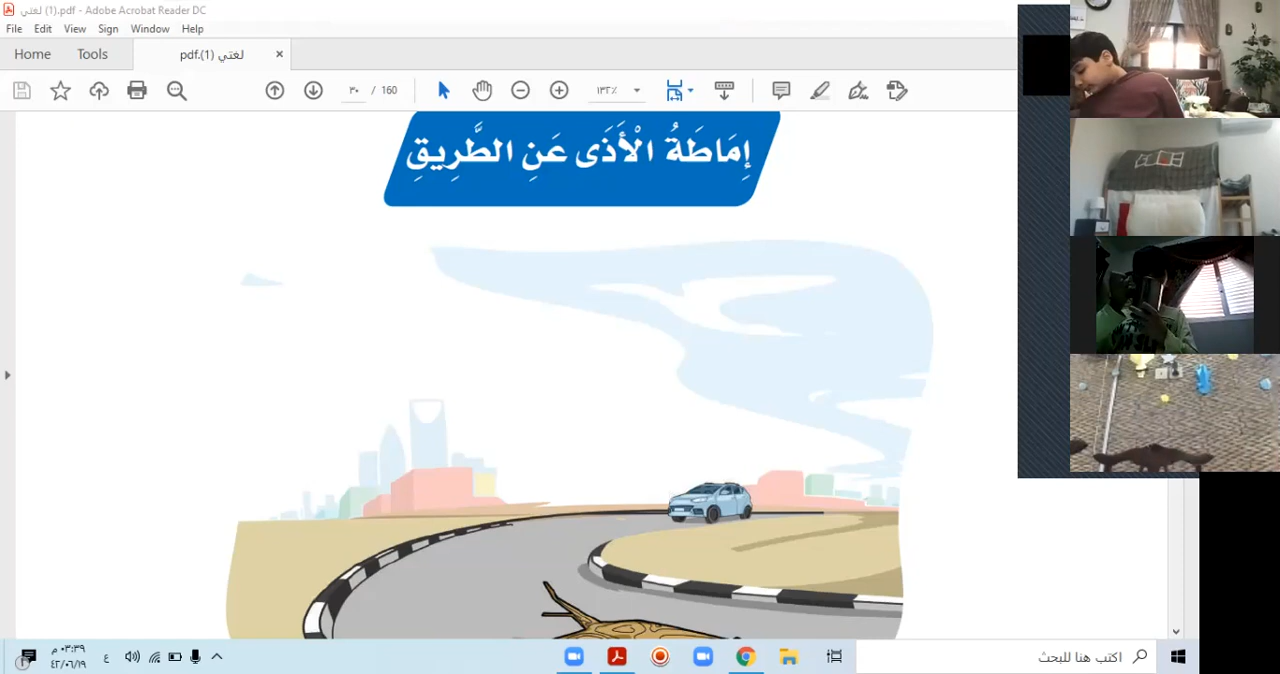 لغتي (1).pdf - Adobe Acrobat Reader DC
File Edit View Sign Window Help
Home Tools لغتي (1).pdf ×
٣٠ / 160 ١٣٢٪
إِمَاطَةُ الْأَذَى عَنِ الطَّرِيقِ
اكتب هنا للبحث
ع
٠٣:٣٩ م
٤٢/٠٦/١٩